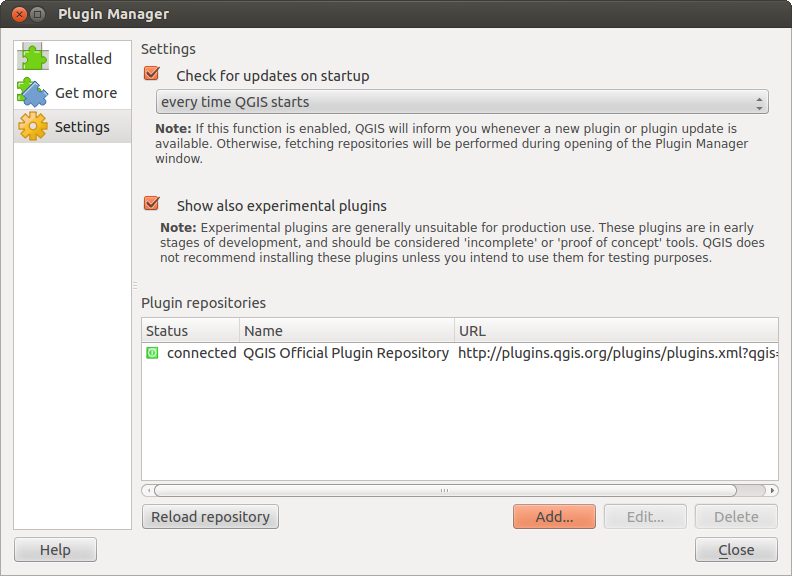 Plugin Manager
Installed
Get more
Settings
Settings
Check for updates on startup
every time QGIS starts
Note: If this function is enabled, QGIS will inform you whenever a new plugin or plugin update is
available. Otherwise, fetching repositories will be performed during opening of the Plugin Manager
window.
Show also experimental plugins
Note: Experimental plugins are generally unsuitable for production use. These plugins are in early
stages of development, and should be considered 'incomplete' or 'proof of concept' tools. QGIS does
not recommend installing these plugins unless you intend to use them for testing purposes.
Plugin repositories
Status Name URL
connected QGIS Official Plugin Repository http://plugins.qgis.org/plugins/plugins.xml?qgis=
Reload repository Add... Edit... Delete
Help Close